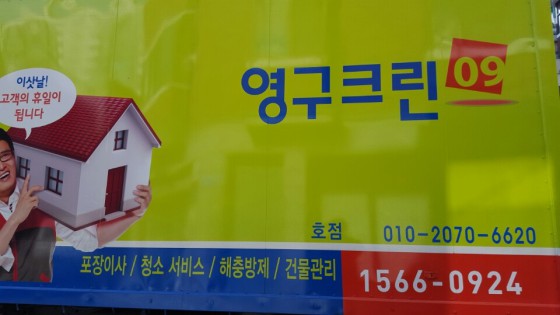 이삿날!
고객의 휴일이
됩니다
영구크린 09
호점 010-2070-6620
포장이사 / 청소 서비스 / 해충방제 / 건물관리
1566-0924